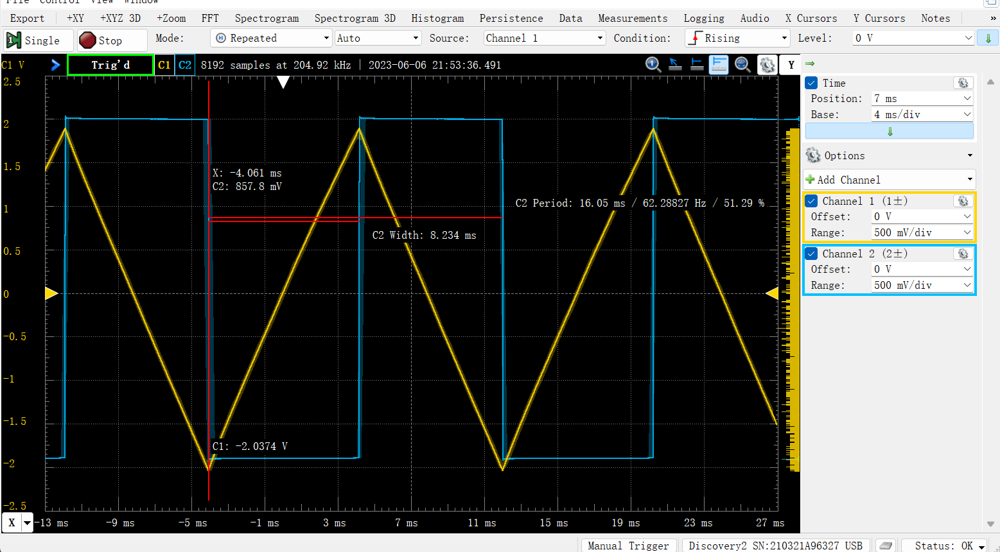 File Control View Window
Export +XY +XYZ 3D +Zoom FFT Spectrogram Spectrogram 3D Histogram Persistence Data Measurements Logging Audio X Cursors Y Cursors Notes »
Single Stop Mode: Repeated Auto Source: Channel 1 Condition: Rising Level: 0 V
C1 V Trig'd C1 C2 8192 samples at 204.92 kHz | 2023-06-06 21:53:36.491 Y
2.5
2
1.5
1
0.5
0
-0.5
-1
-1.5
-2
-2.5
X: -4.061 ms
C2: 857.8 mV
C2 Period: 16.05 ms / 62.28827 Hz / 51.29 %
C2 Width: 8.234 ms
C1: -2.0374 V
X -13 ms -9 ms -5 ms -1 ms 3 ms 7 ms 11 ms 15 ms 19 ms 23 ms 27 ms
Time
Position: 7 ms
Base: 4 ms/div
Options
Add Channel
Channel 1 (1±)
Offset: 0 V
Range: 500 mV/div
Channel 2 (2±)
Offset: 0 V
Range: 500 mV/div
Manual Trigger Discovery2 SN:210321A96327 USB Status: OK